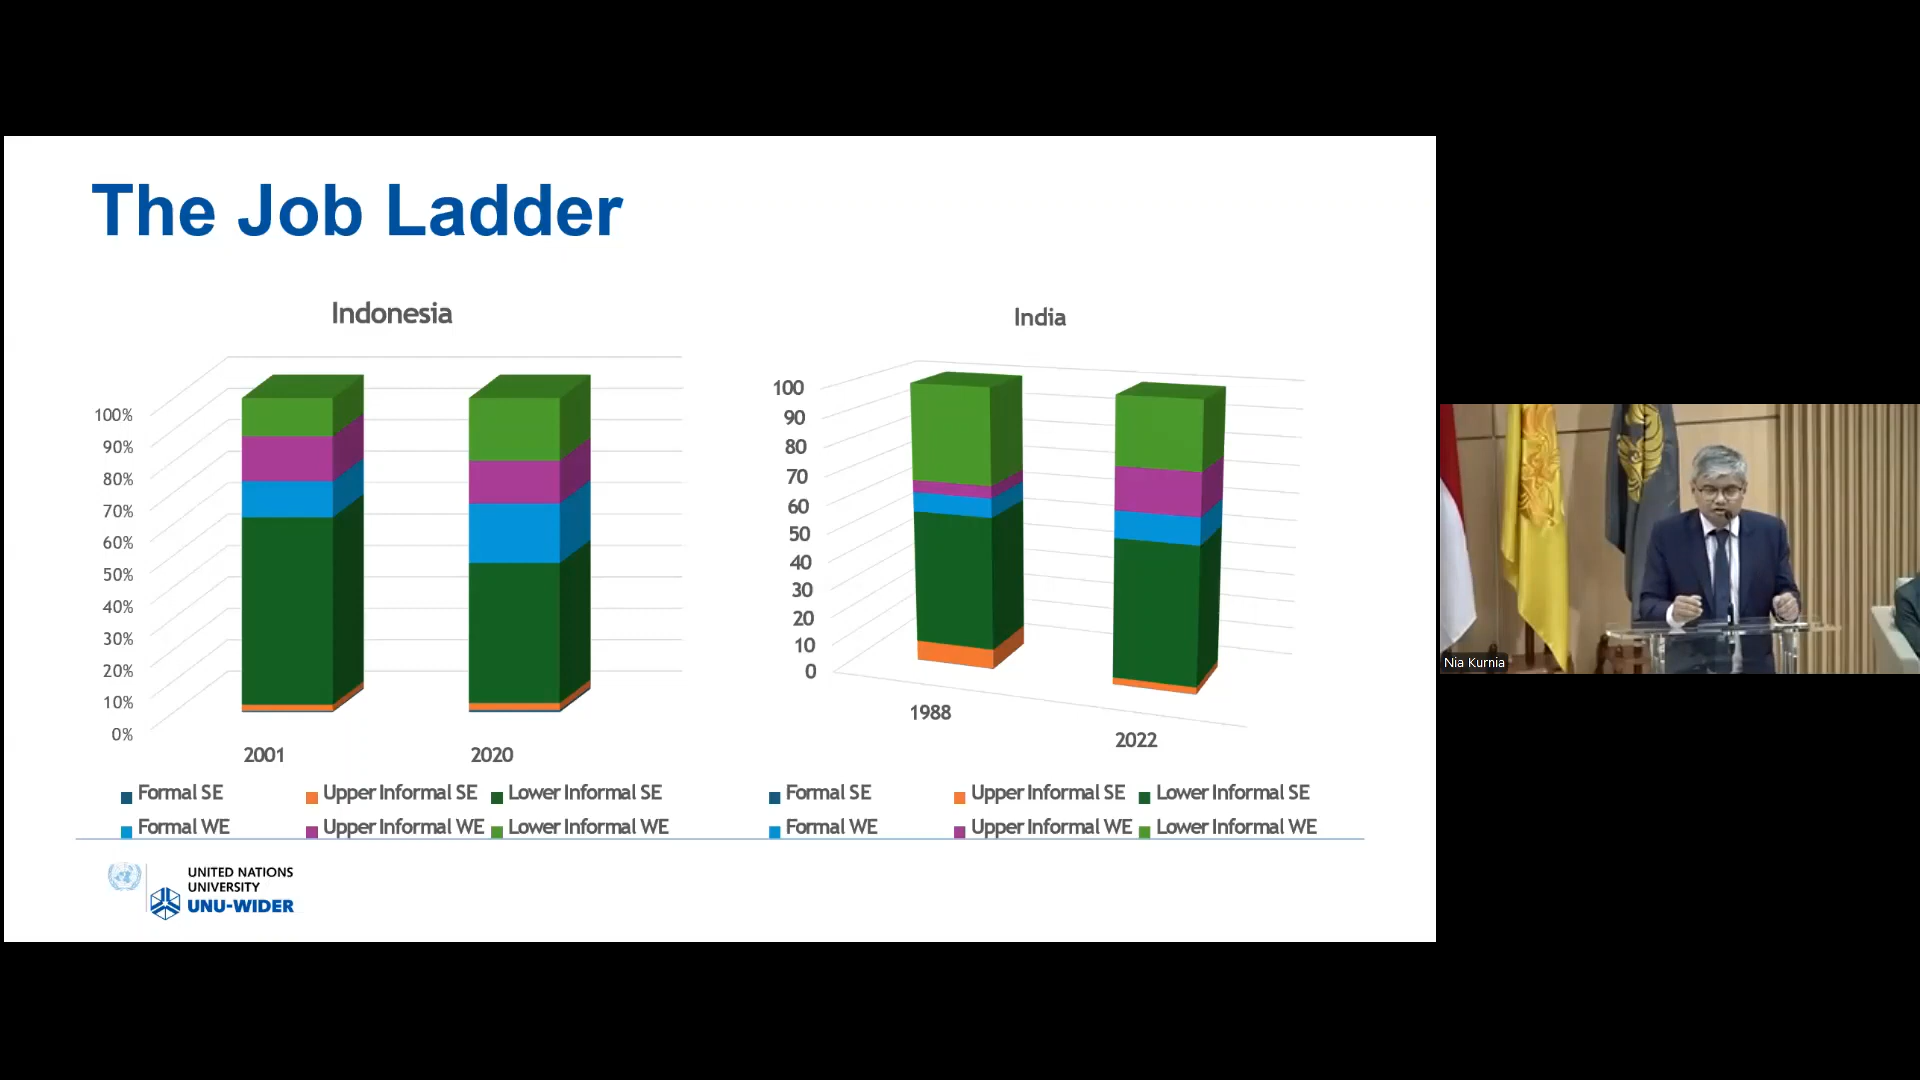 The Job Ladder
Indonesia
100%
90%
80%
70%
60%
50%
40%
30%
20%
10%
0%
2001
2020
Formal SE
Upper Informal SE
Lower Informal SE
Formal WE
Upper Informal WE
Lower Informal WE
India
100
90
80
70
60
50
40
30
20
10
0
1988
2022
Formal SE
Upper Informal SE
Lower Informal SE
Formal WE
Upper Informal WE
Lower Informal WE
UNITED NATIONS
UNIVERSITY
UNU-WIDER
Nia Kurnia